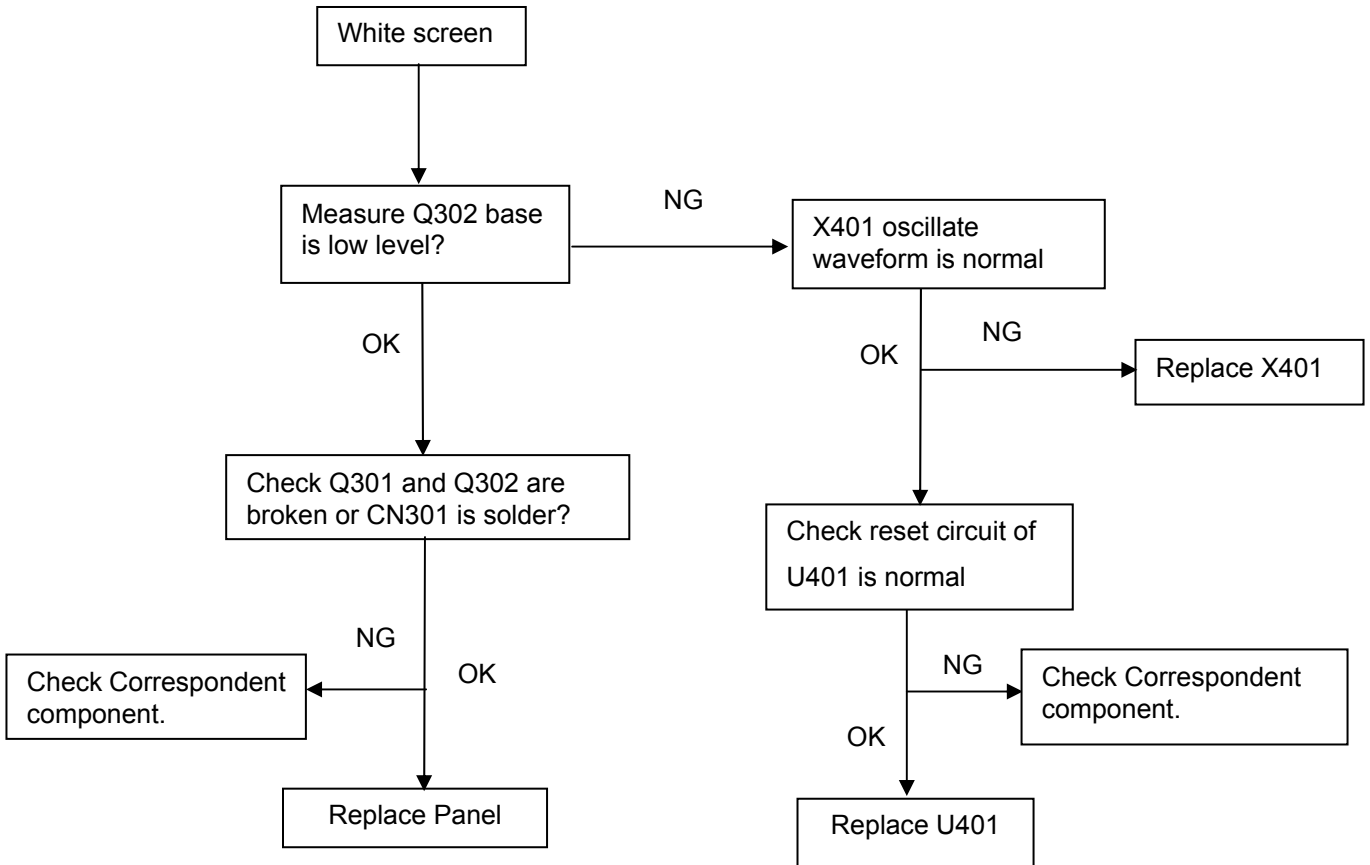 White screen
Measure Q302 base
is low level?
NG
X401 oscillate
waveform is normal
OK
OK
NG
Replace X401
Check Q301 and Q302 are
broken or CN301 is solder?
Check reset circuit of
U401 is normal
NG
OK
Check Correspondent
component.
NG
Check Correspondent
component.
OK
Replace Panel
Replace U401